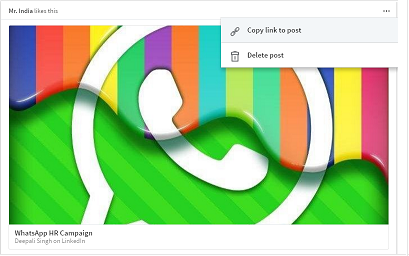 Mr. India likes this
Copy link to post
Delete post
WhatsApp HR Campaign
Deepali Singh on LinkedIn